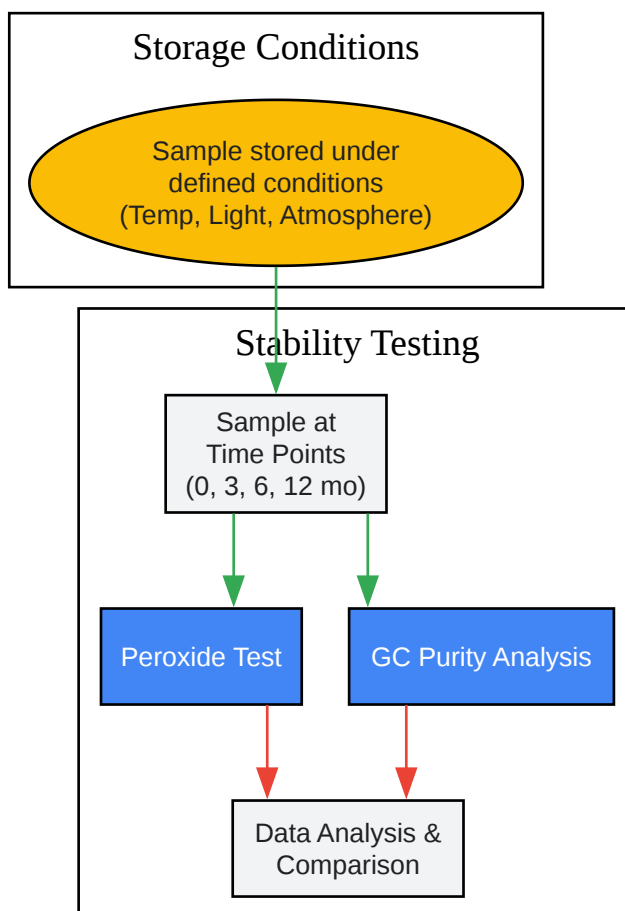 Storage Conditions
Sample stored under
defined conditions
(Temp, Light, Atmosphere)
Stability Testing
Sample at
Time Points
(0, 3, 6, 12 mo)
Peroxide Test
GC Purity Analysis
Data Analysis &
Comparison